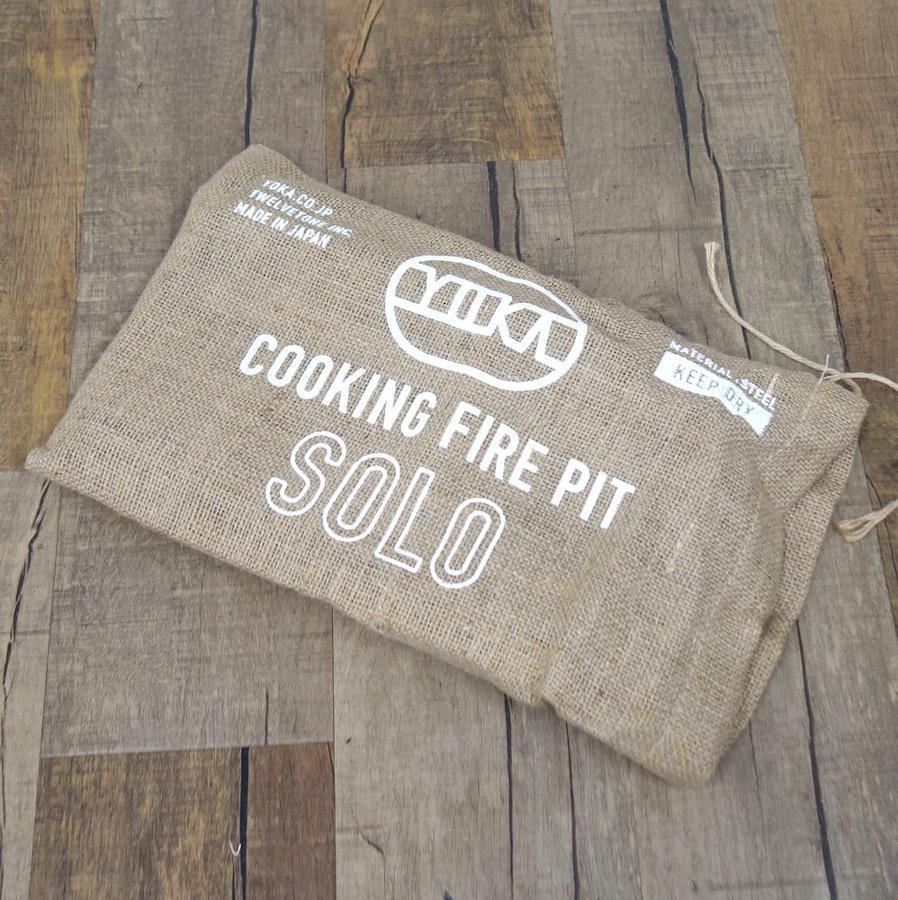 YOKA.CO.JP
TWELVETONE INC.
MADE IN JAPAN
YOKA
COOKING FIRE PIT
SOLO
MATERIAL:STEEL
KEEP DRY